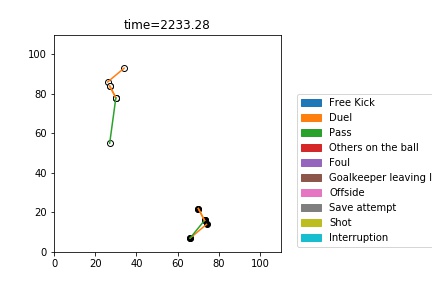 time=2233.28
100
80
60
40
20
0
0 20 40 60 80 100
Free Kick
Duel
Pass
Others on the ball
Foul
Goalkeeper leaving l
Offside
Save attempt
Shot
Interruption